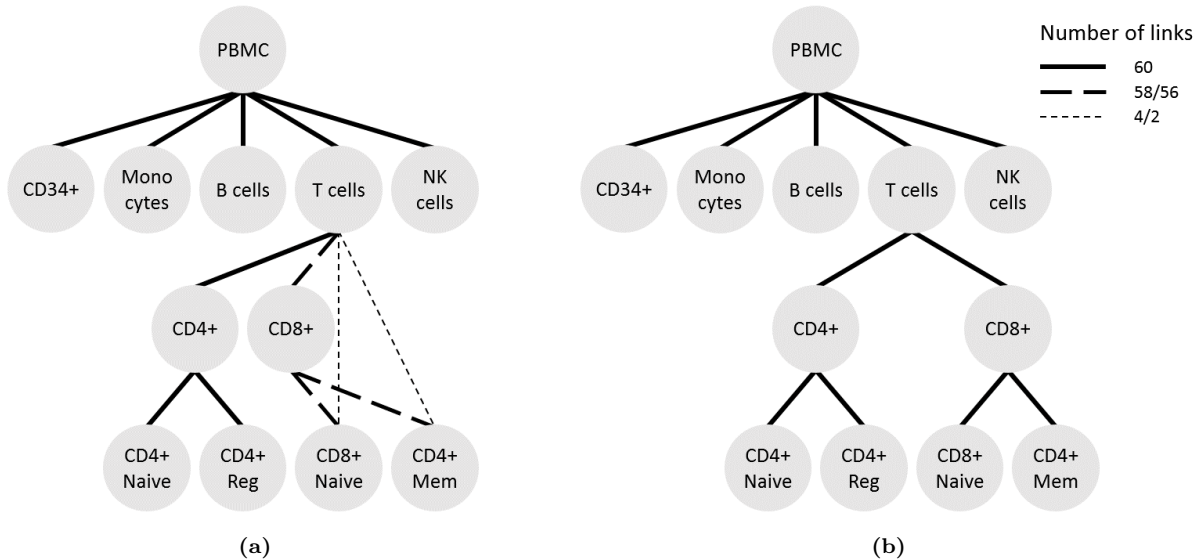 PBMC
CD34+
Mono
cytes
B cells
T cells
NK
cells
CD4+
CD8+
CD4+
Naive
CD4+
Reg
CD8+
Naive
CD4+
Mem
(a)
PBMC
CD34+
Mono
cytes
B cells
T cells
NK
cells
CD4+
CD8+
CD4+
Naive
CD4+
Reg
CD8+
Naive
CD4+
Mem
(b)
Number of links
60
58/56
4/2